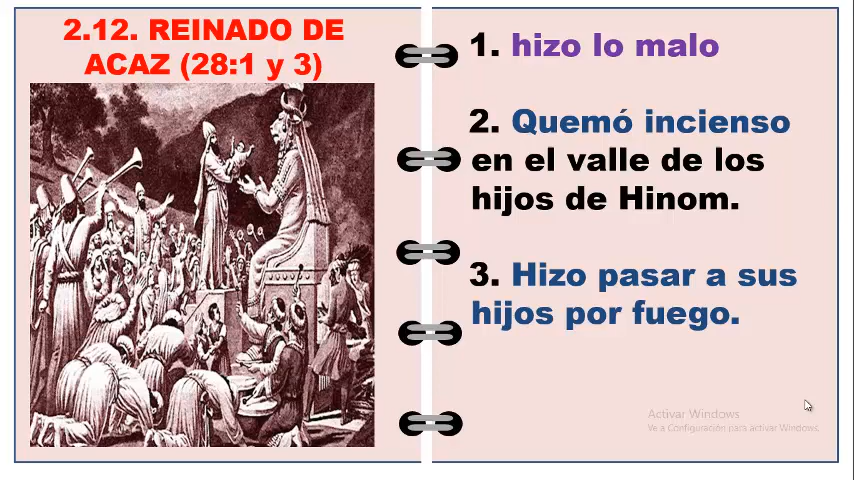 2.12. REINADO DE
ACAZ (28:1 y 3)
1. hizo lo malo
2. Quemó incienso
en el valle de los
hijos de Hinom.
3. Hizo pasar a sus
hijos por fuego.
Activar Windows
Ve a Configuración para activar Windows.